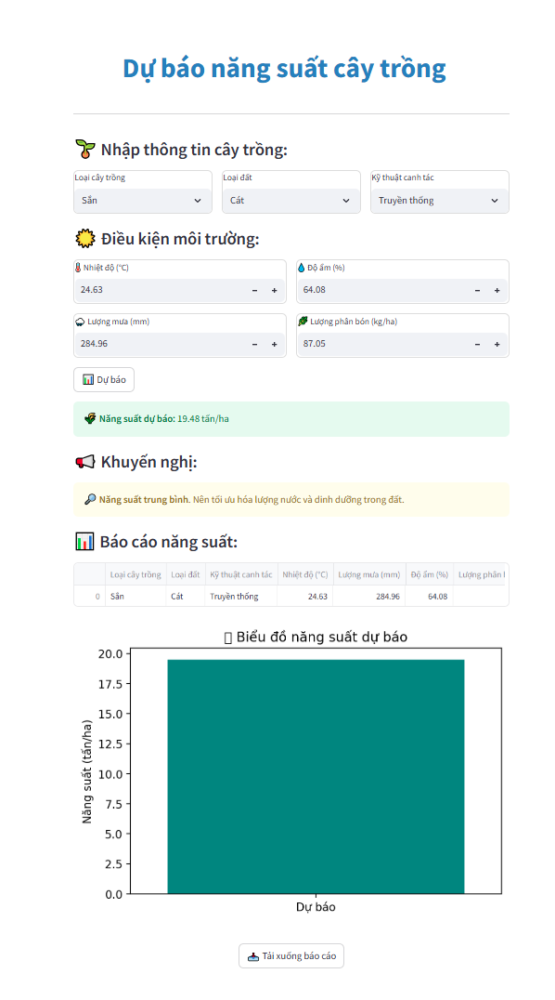 Dự báo năng suất cây trồng
Nhập thông tin cây trồng:
Loại cây trồng Loại đất Kỹ thuật canh tác
Sắn Cát Truyền thống
Điều kiện môi trường:
Nhiệt độ (°C) Độ ẩm (%)
24.63 − + 64.08 − +
Lượng mưa (mm) Lượng phân bón (kg/ha)
284.96 − + 87.05 − +
Dự báo
Năng suất dự báo: 19.48 tấn/ha
Khuyến nghị:
Năng suất trung bình. Nên tối ưu hóa lượng nước và dinh dưỡng trong đất.
Báo cáo năng suất:
Loại cây trồng Loại đất Kỹ thuật canh tác Nhiệt độ (°C) Lượng mưa (mm) Độ ẩm (%) Lượng phân
0 Sắn Cát Truyền thống 24.63 284.96 64.08
Biểu đồ năng suất dự báo
20.0
17.5
15.0
12.5
10.0
7.5
5.0
2.5
0.0
Năng suất (tấn/ha)
Dự báo
Tải xuống báo cáo